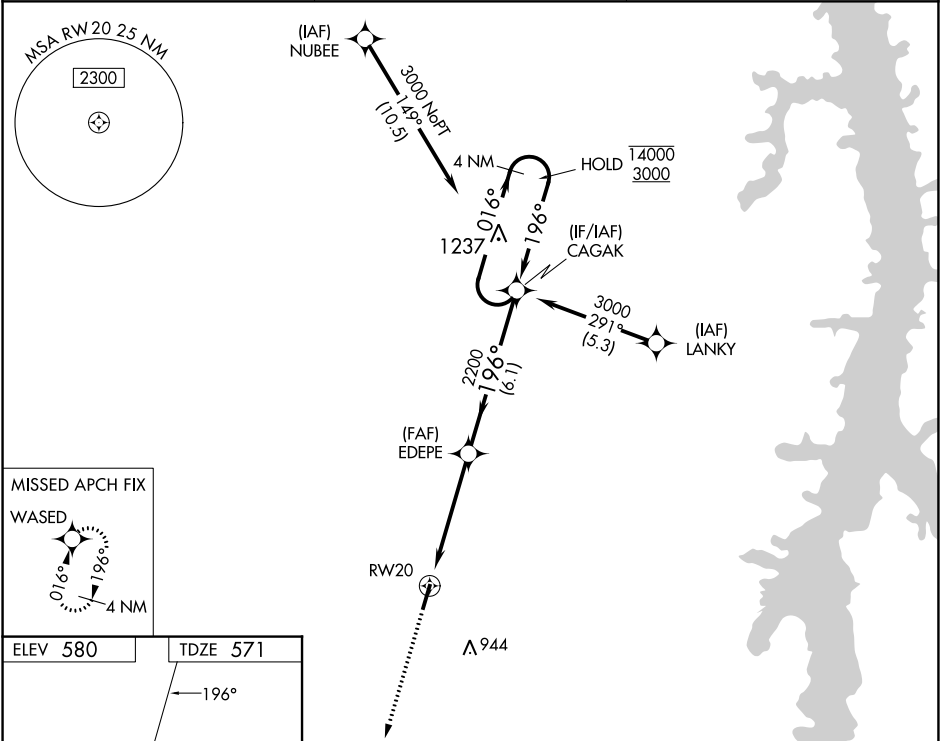 MSA RW 20 25 NM
2300
(IAF)
NUBEE
3000 NoPT
149°
(10.5)
4 NM
HOLD
14000
3000
016°
196°
1237
(IF/IAF)
CAGAK
3000
291°
(5.3)
(IAF)
LANKY
2200
196°
(6.1)
(FAF)
EDEPE
MISSED APCH FIX
WASED
016°
196°
4 NM
RW20
944
ELEV 580
TDZE 571
196°